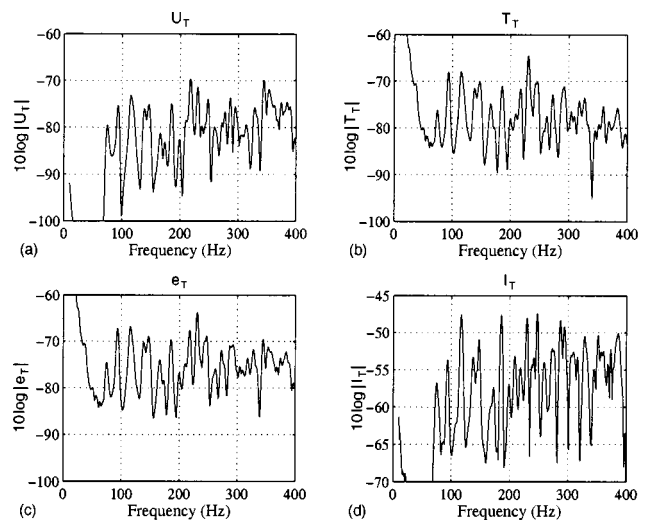 U_T
T_T
-60
-70
-80
-90
-100
10log|U_T|
100 200 300 400
(a) Frequency (Hz)
-60
-70
-80
-90
-100
10log|T_T|
0 100 200 300 400
(b) Frequency (Hz)
e_T
I_T
-60
-70
-80
-90
-100
10log|e_T|
0 100 200 300 400
(c) Frequency (Hz)
-45
-50
-55
-60
-65
-70
10log|I_T|
0 100 200 300 400
(d) Frequency (Hz)